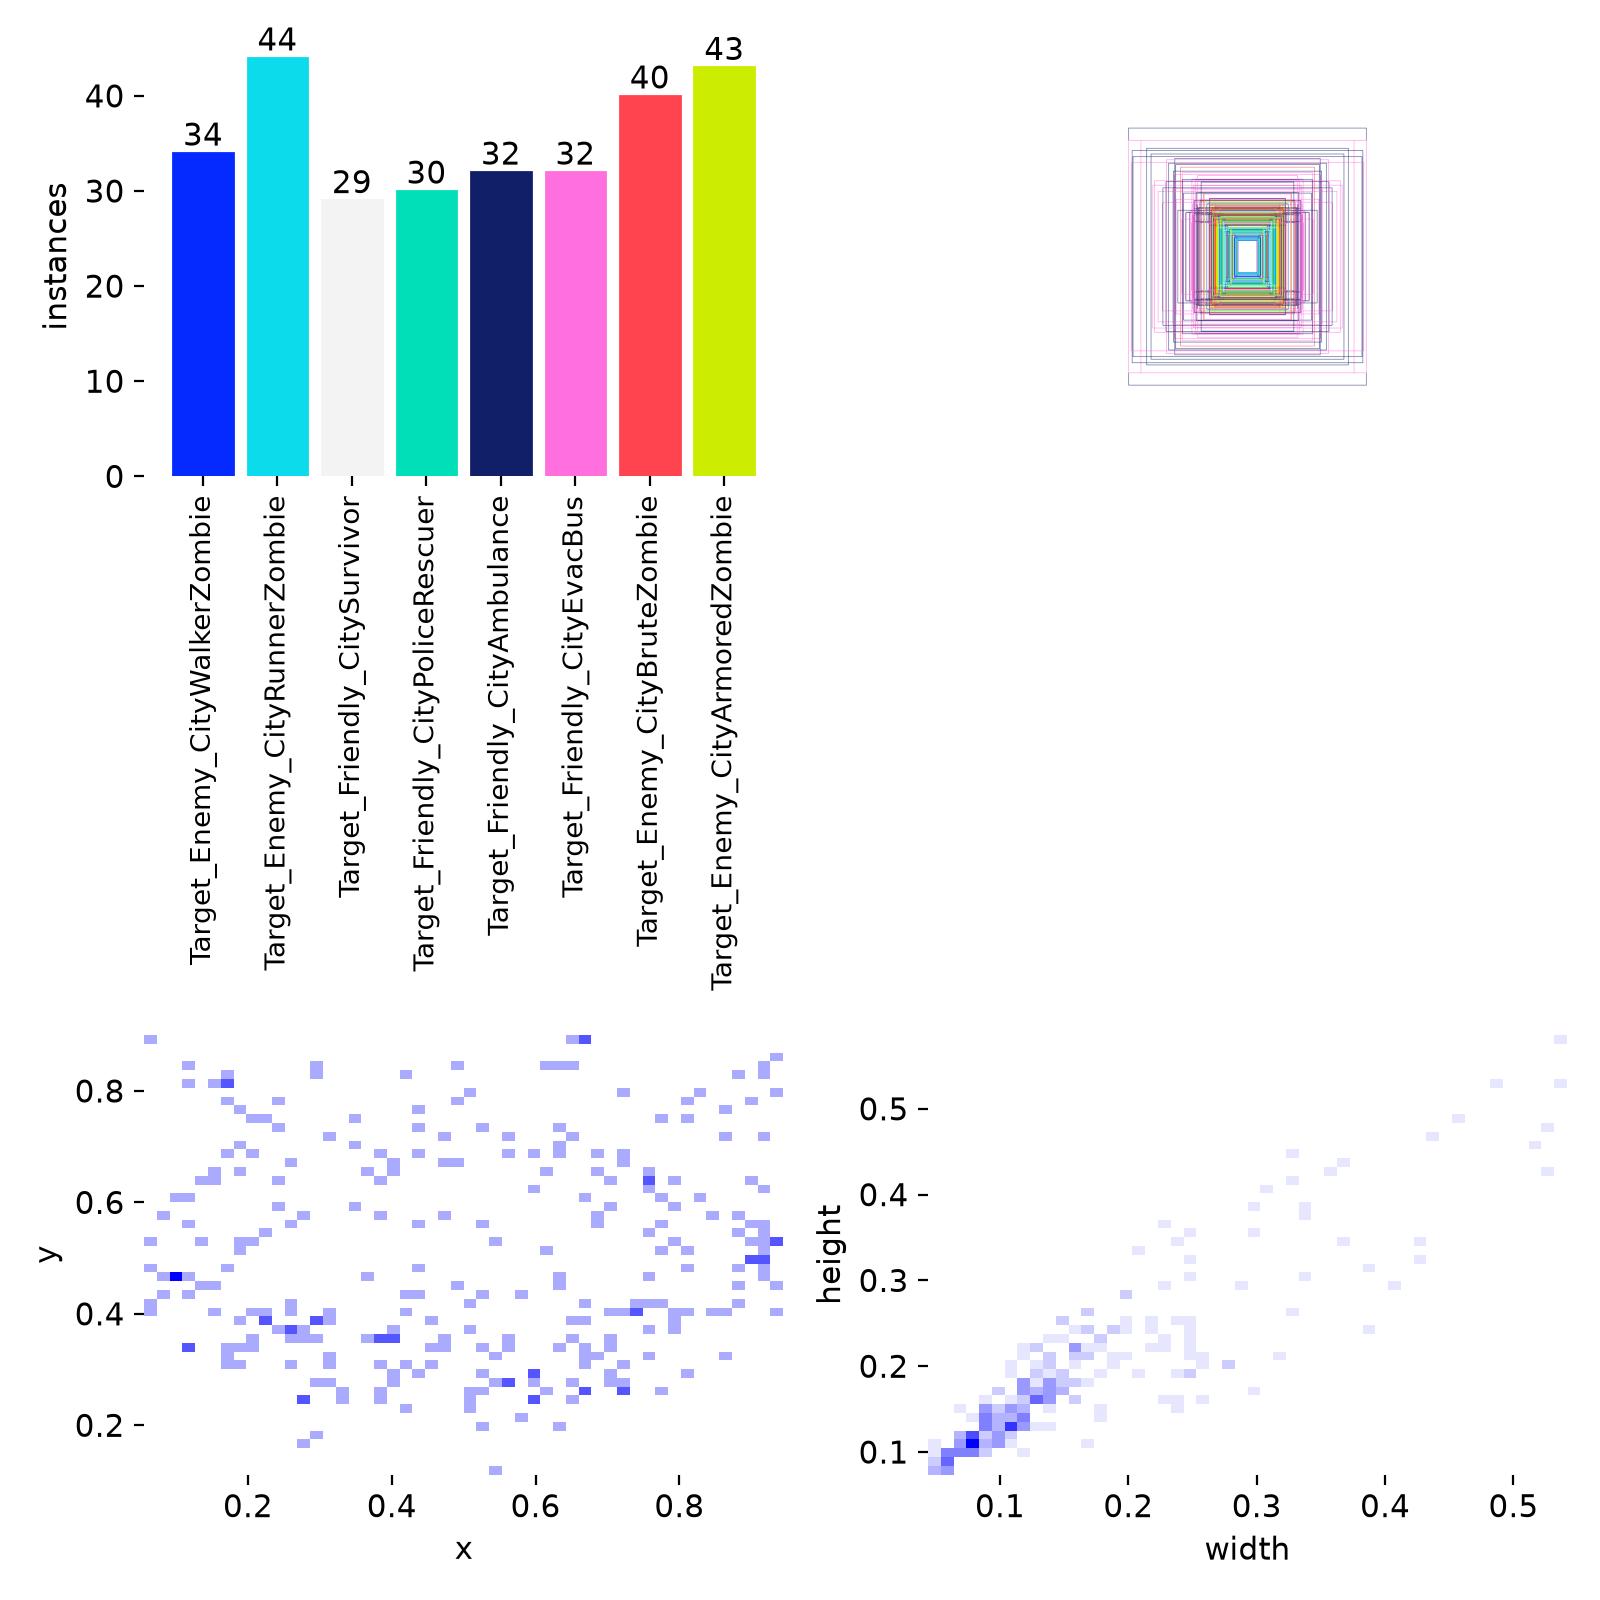 44
43
40
34
32
32
30
29
40
30
20
10
0
instances
Target_Enemy_CityWalkerZombie
Target_Enemy_CityRunnerZombie
Target_Friendly_CitySurvivor
Target_Friendly_CityPoliceRescuer
Target_Friendly_CityAmbulance
Target_Friendly_CityEvacBus
Target_Enemy_CityBruteZombie
Target_Enemy_CityArmoredZombie
0.8
0.6
0.4
0.2
y
0.2 0.4 0.6 0.8
x
0.5
0.4
0.3
0.2
0.1
height
0.1 0.2 0.3 0.4 0.5
width